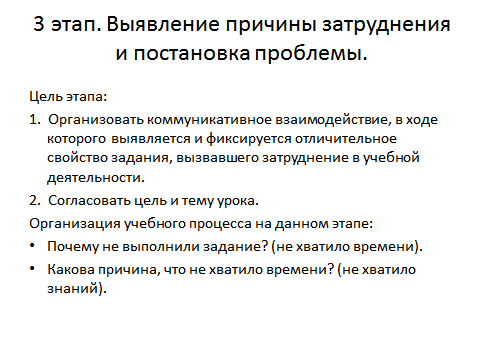 3 этап. Выявление причины затруднения
и постановка проблемы.
Цель этапа:
1. Организовать коммуникативное взаимодействие, в ходе
которого выявляется и фиксируется отличительное
свойство задания, вызвавшего затруднение в учебной
деятельности.
2. Согласовать цель и тему урока.
Организация учебного процесса на данном этапе:
• Почему не выполнили задание? (не хватило времени).
• Какова причина, что не хватило времени? (не хватило
знаний).